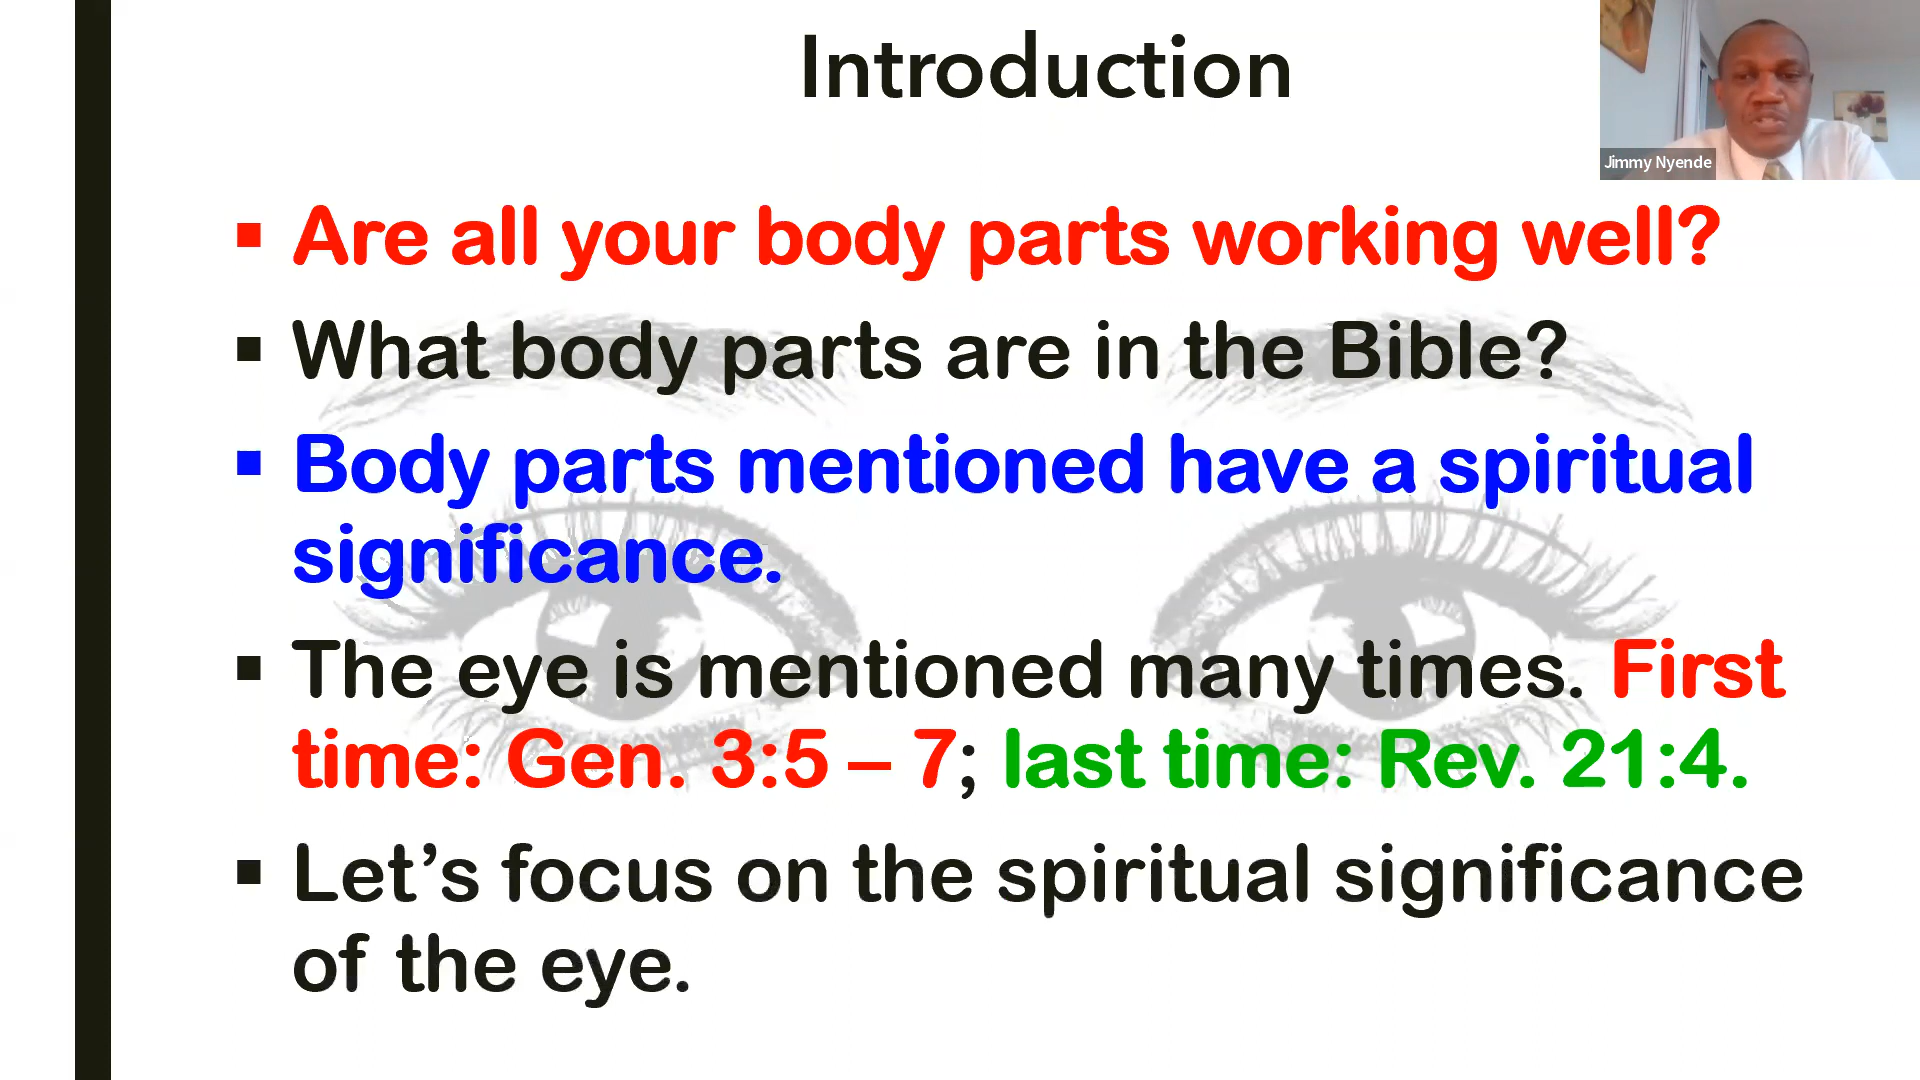 Introduction
Jimmy Nyende
▪ Are all your body parts working well?
▪ What body parts are in the Bible?
▪ Body parts mentioned have a spiritual
significance.
▪ The eye is mentioned many times. First
time: Gen. 3:5 – 7; last time: Rev. 21:4.
▪ Let’s focus on the spiritual significance
of the eye.